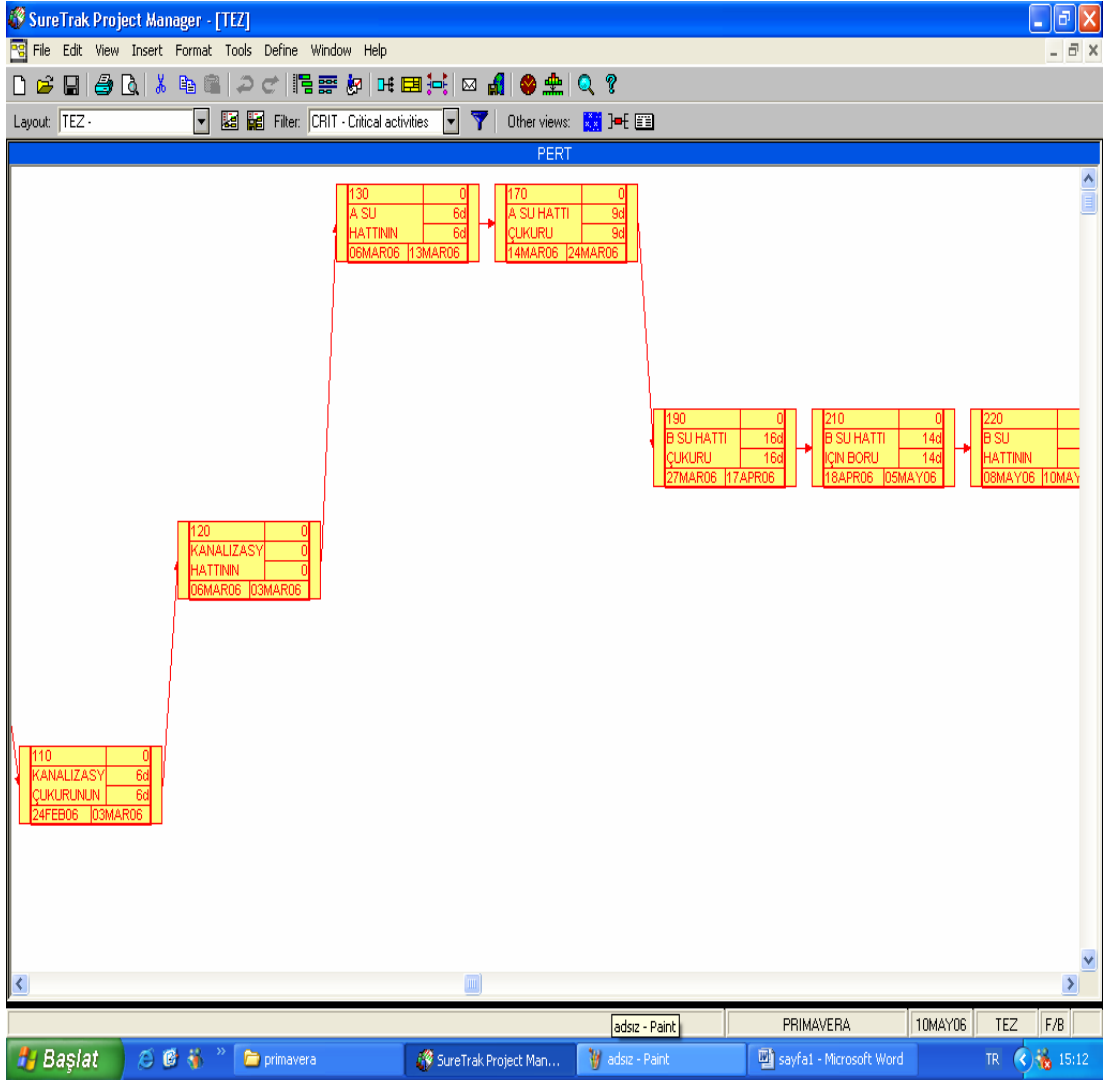 SureTrak Project Manager - [TEZ]
File Edit View Insert Format Tools Define Window Help
Layout: TEZ - Filter: CRIT - Critical activities Other views:
PERT
130 0
A SU 6d
HATTININ 6d
06MAR06 13MAR06
170 0
A SU HATTI 9d
ÇUKURU 9d
14MAR06 24MAR06
190 0
B SU HATTI 16d
ÇUKURU 16d
27MAR06 17APR06
210 0
B SU HATTI 14d
IÇIN BORU 14d
18APR06 05MAY06
220
B SU
HATTININ
08MAY06 10MAY
120 0
KANALIZASY 0
HATTININ 0
06MAR06 03MAR06
110 0
KANALIZASY 6d
ÇUKURUNUN 6d
24FEB06 03MAR06
adsız - Paint
PRIMAVERA 10MAY06 TEZ F/B
Başlat » primavera SureTrak Project Man... adsız - Paint sayfa1 - Microsoft Word TR 15:12